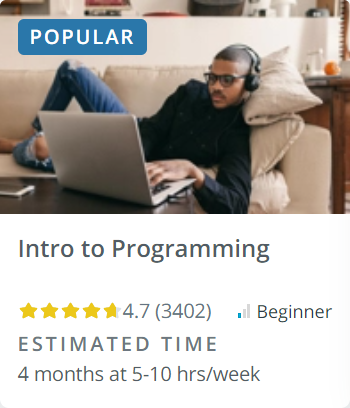 POPULAR
Intro to Programming
4.7 (3402) Beginner
ESTIMATED TIME
4 months at 5-10 hrs/week